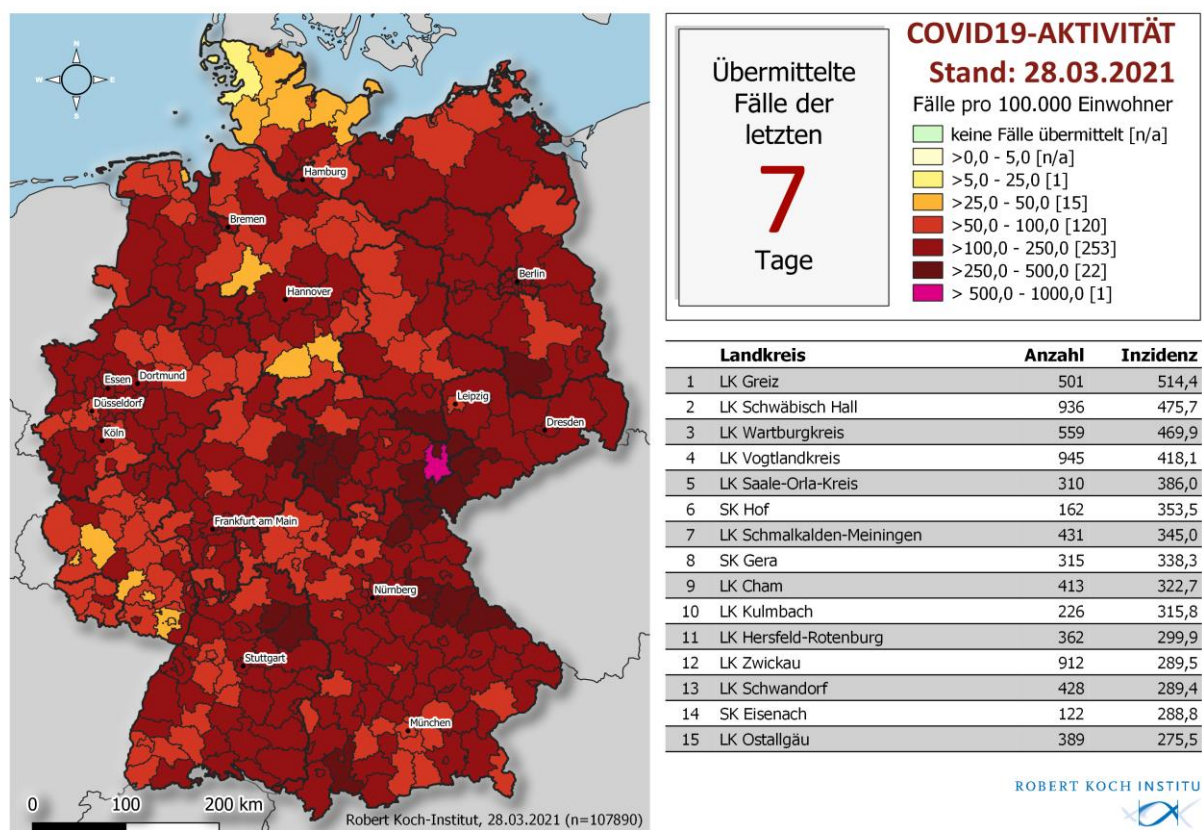 N
W
E
S
Hamburg
Bremen
Berlin
Hannover
Essen
Dortmund
Düsseldorf
Leipzig
Köln
Dresden
Frankfurt am Main
Nürnberg
Stuttgart
München
0 100 200 km
Robert Koch-Institut, 28.03.2021 (n=107890)
Übermittelte
Fälle der
letzten
7
Tage
COVID19-AKTIVITÄT
Stand: 28.03.2021
Fälle pro 100.000 Einwohner
keine Fälle übermittelt [n/a]
>0,0 - 5,0 [n/a]
>5,0 - 25,0 [1]
>25,0 - 50,0 [15]
>50,0 - 100,0 [120]
>100,0 - 250,0 [253]
>250,0 - 500,0 [22]
> 500,0 - 1000,0 [1]
Landkreis Anzahl Inzidenz
1 LK Greiz 501 514,4
2 LK Schwäbisch Hall 936 475,7
3 LK Wartburgkreis 559 469,9
4 LK Vogtlandkreis 945 418,1
5 LK Saale-Orla-Kreis 310 386,0
6 SK Hof 162 353,5
7 LK Schmalkalden-Meiningen 431 345,0
8 SK Gera 315 338,3
9 LK Cham 413 322,7
10 LK Kulmbach 226 315,8
11 LK Hersfeld-Rotenburg 362 299,9
12 LK Zwickau 912 289,5
13 LK Schwandorf 428 289,4
14 SK Eisenach 122 288,8
15 LK Ostallgäu 389 275,5
ROBERT KOCH INSTITU